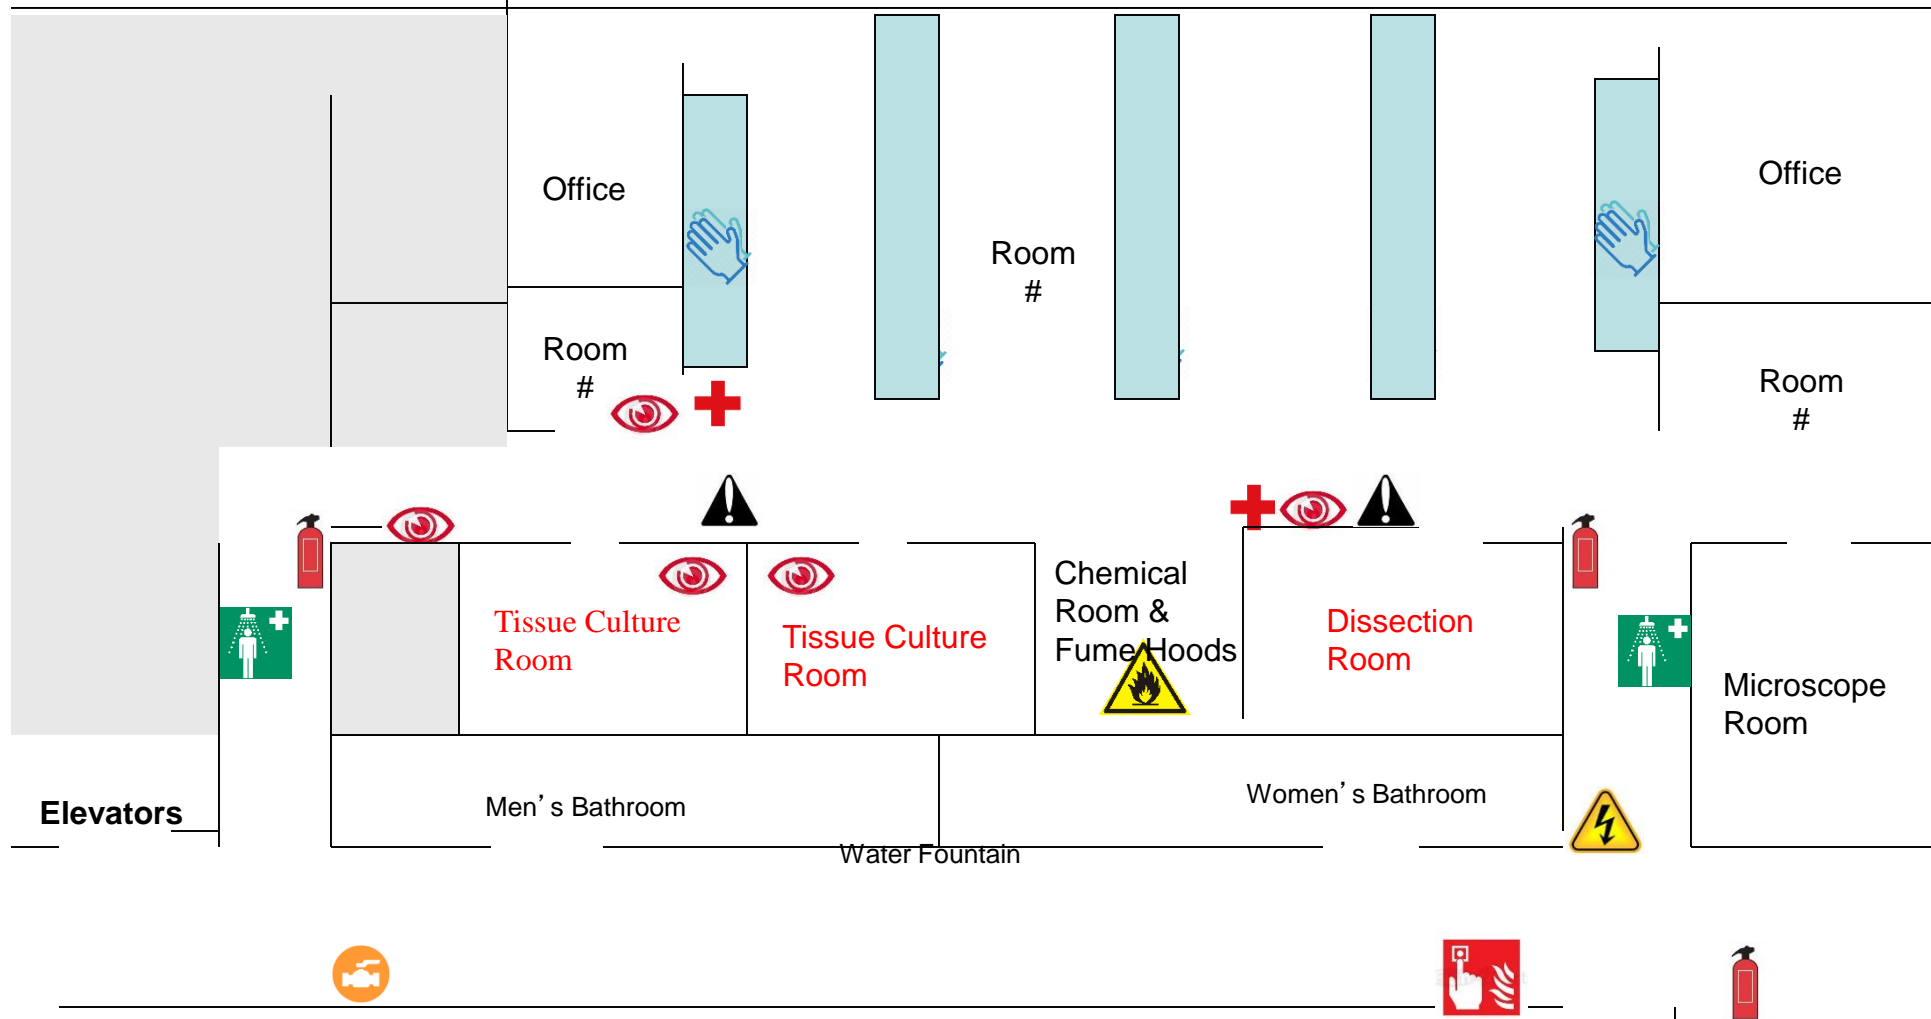 Office
Office
Room
#
Room
#
Room
#
Chemical
Room &
Fume Hoods
Tissue Culture
Room
Tissue Culture
Room
Dissection
Room
Microscope
Room
Elevators
Men’s Bathroom
Women’s Bathroom
Water Fountain